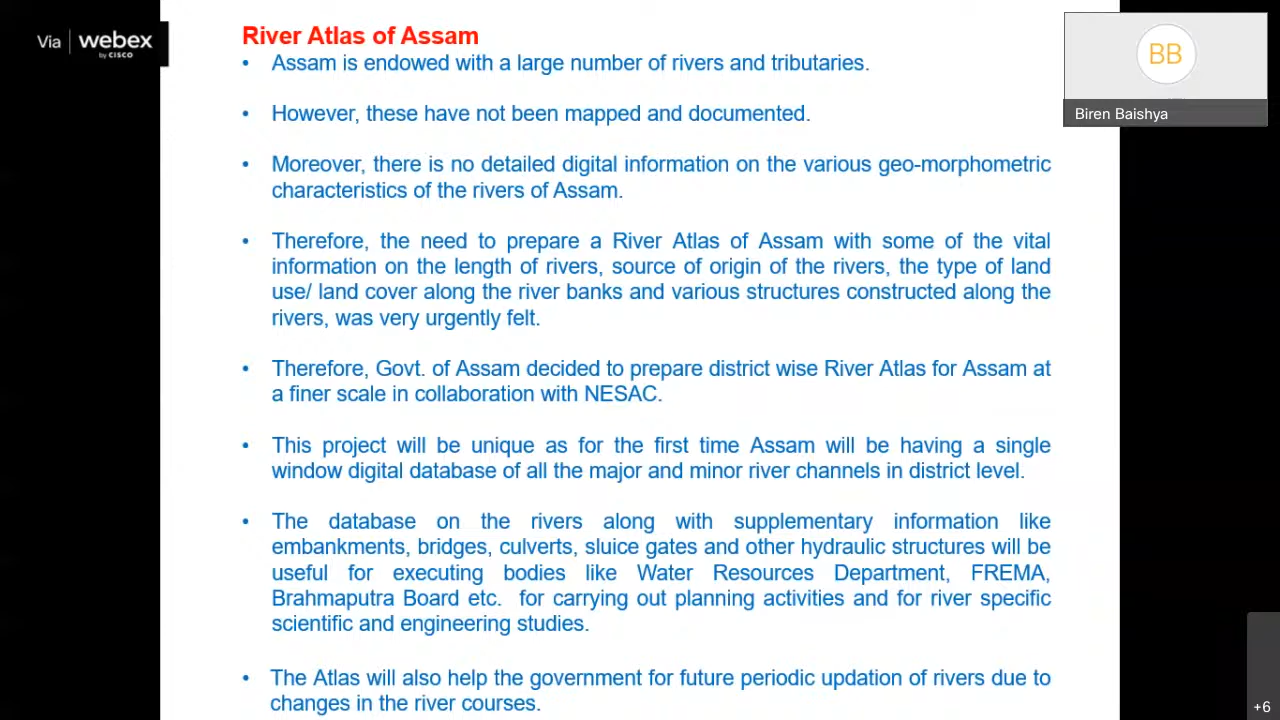 Via webex
by CISCO
River Atlas of Assam
• Assam is endowed with a large number of rivers and tributaries.
• However, these have not been mapped and documented.
• Moreover, there is no detailed digital information on the various geo-morphometric
characteristics of the rivers of Assam.
• Therefore, the need to prepare a River Atlas of Assam with some of the vital
information on the length of rivers, source of origin of the rivers, the type of land
use/ land cover along the river banks and various structures constructed along the
rivers, was very urgently felt.
• Therefore, Govt. of Assam decided to prepare district wise River Atlas for Assam at
a finer scale in collaboration with NESAC.
• This project will be unique as for the first time Assam will be having a single
window digital database of all the major and minor river channels in district level.
• The database on the rivers along with supplementary information like
embankments, bridges, culverts, sluice gates and other hydraulic structures will be
useful for executing bodies like Water Resources Department, FREMA,
Brahmaputra Board etc. for carrying out planning activities and for river specific
scientific and engineering studies.
• The Atlas will also help the government for future periodic updation of rivers due to
changes in the river courses.
BB
Biren Baishya
+6